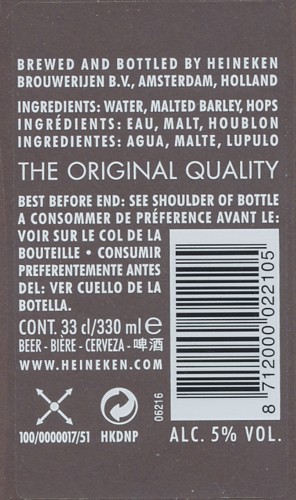 BREWED AND BOTTLED BY HEINEKEN
BROUWERIJEN B.V., AMSTERDAM, HOLLAND
INGREDIENTS: WATER, MALTED BARLEY, HOPS
INGRÉDIENTS: EAU, MALT, HOUBLON
INGREDIENTES: AGUA, MALTE, LUPULO
THE ORIGINAL QUALITY
BEST BEFORE END: SEE SHOULDER OF BOTTLE
A CONSOMMER DE PRÉFERENCE AVANT LE:
VOIR SUR LE COL DE LA
BOUTEILLE • CONSUMIR
PREFERENTEMENTE ANTES
DEL: VER CUELLO DE LA
BOTELLA.
CONT. 33 cl/330 ml e
BEER - BIÈRE - CERVEZA - 啤酒
WWW.HEINEKEN.COM
8 712000 022105
100/0000017/51
HKDNP
06216
ALC. 5% VOL.